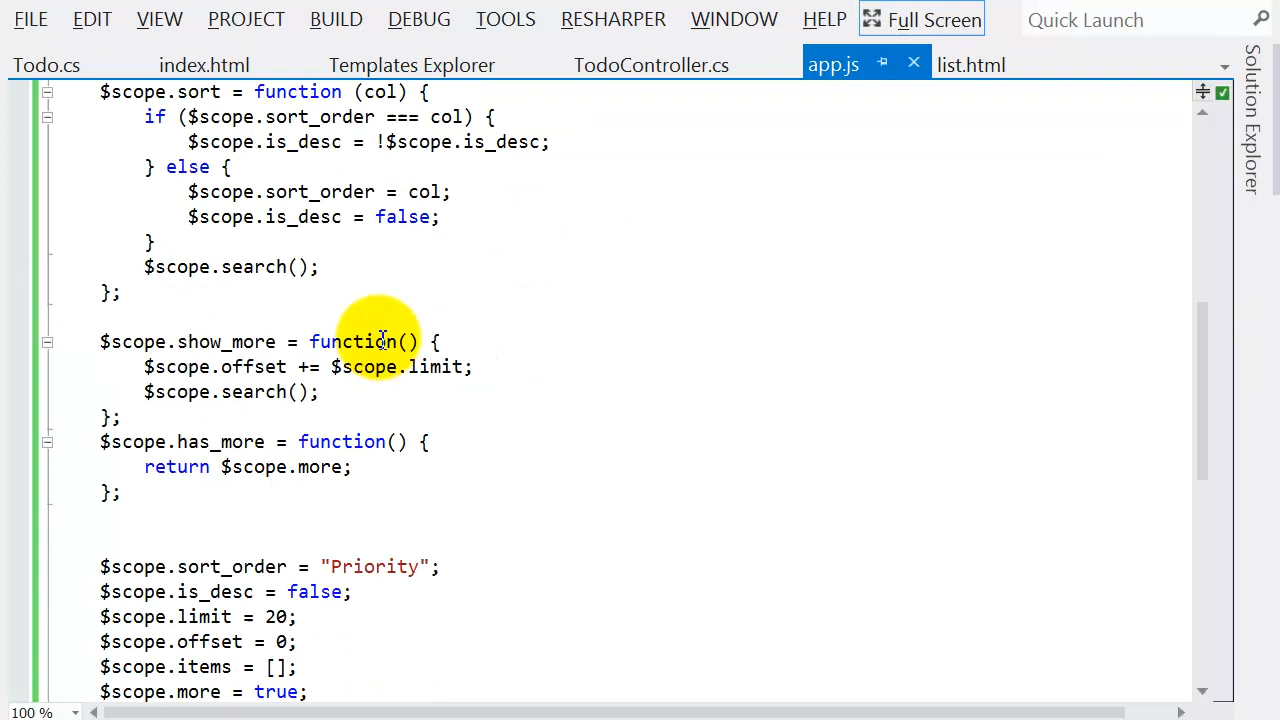 FILE EDIT VIEW PROJECT BUILD DEBUG TOOLS RESHARPER WINDOW HELP Full Screen Quick Launch
Todo.cs index.html Templates Explorer TodoController.cs app.js list.html
Solution Explorer
$scope.sort = function (col) {
if ($scope.sort_order === col) {
$scope.is_desc = !$scope.is_desc;
} else {
$scope.sort_order = col;
$scope.is_desc = false;
}
$scope.search();
};
$scope.show_more = function() {
$scope.offset += $scope.limit;
$scope.search();
};
$scope.has_more = function() {
return $scope.more;
};
$scope.sort_order = "Priority";
$scope.is_desc = false;
$scope.limit = 20;
$scope.offset = 0;
$scope.items = [];
$scope.more = true;
100 %